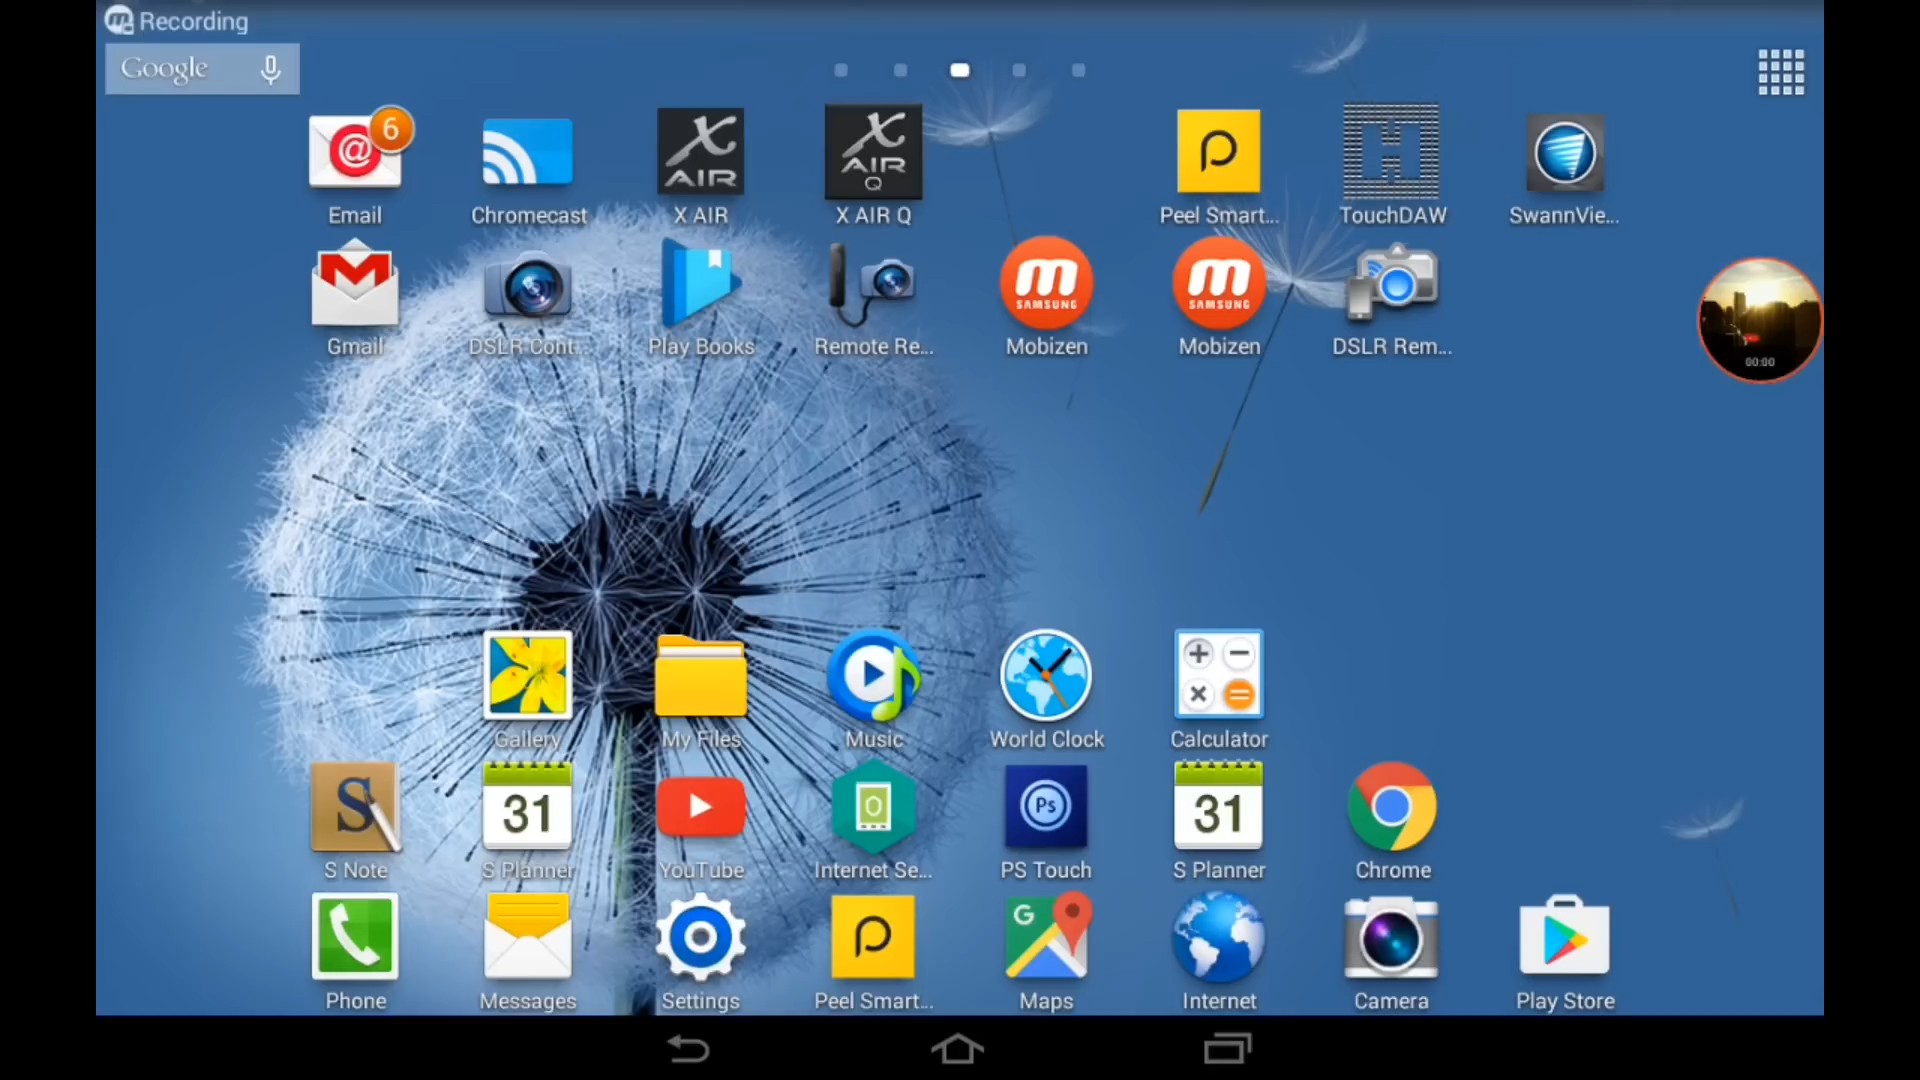 Recording
Google
6
X
AIR
X
AIR
Q
Email
Chromecast
X AIR
X AIR Q
Peel Smart...
TouchDAW
SwannVie...
SAMSUNG
SAMSUNG
00:00
Gmail
DSLR Cont...
Play Books
Remote Re...
Mobizen
Mobizen
DSLR Rem...
Gallery
My Files
Music
World Clock
Calculator
S
31
Ps
31
S Note
S Planner
YouTube
Internet Se...
PS Touch
S Planner
Chrome
G
Phone
Messages
Settings
Peel Smart...
Maps
Internet
Camera
Play Store